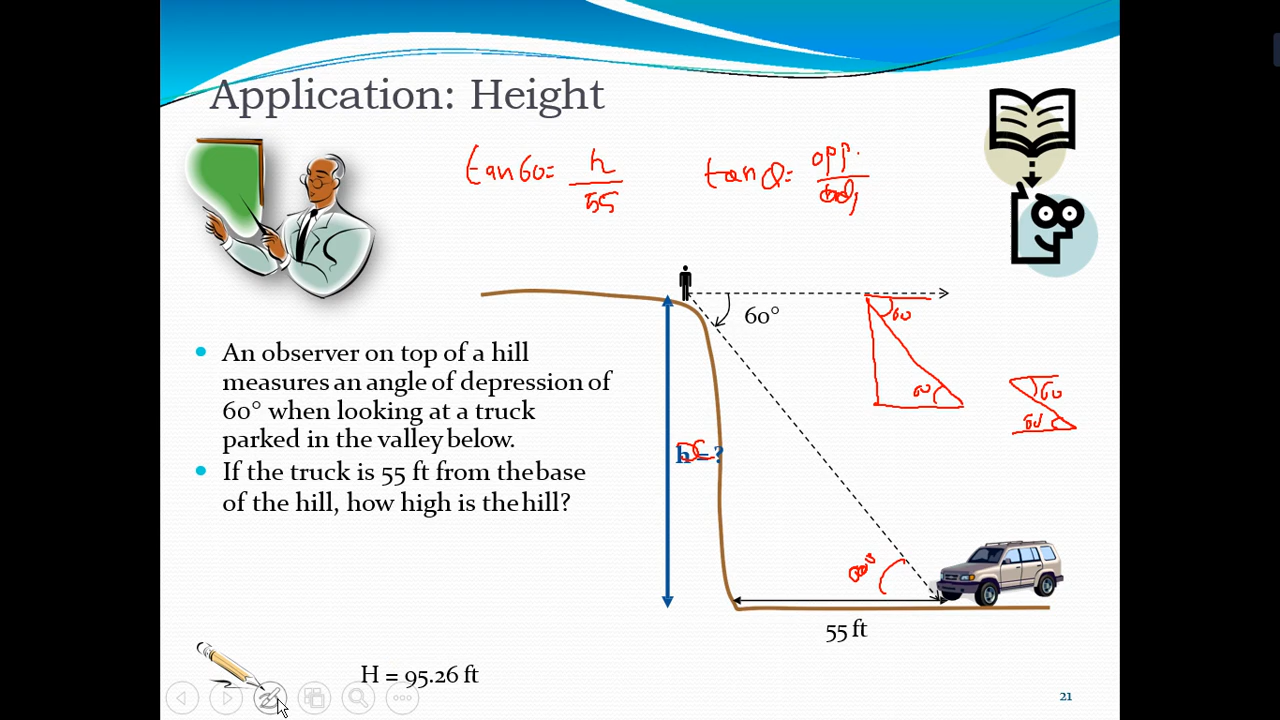 Application: Height
tan 60 = h / 55
tan θ = opp. / adj
60°
60
60
60
60
An observer on top of a hill
measures an angle of depression of
60° when looking at a truck
parked in the valley below.
If the truck is 55 ft from the base
of the hill, how high is the hill?
h = ?
55 ft
H = 95.26 ft
21